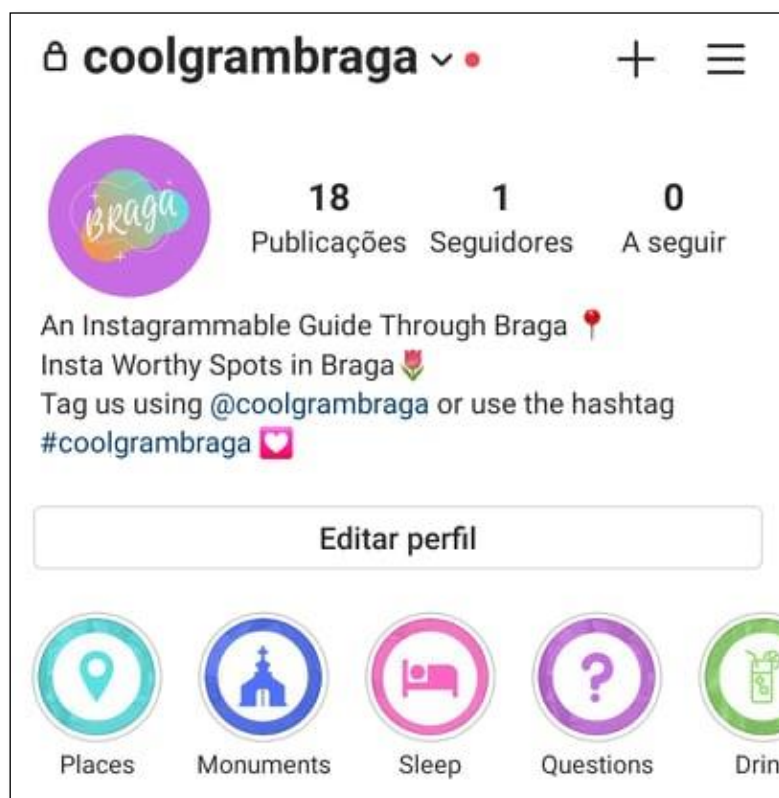 coolgrambraga
BRAGA
18 1 0
Publicações Seguidores A seguir
An Instagrammable Guide Through Braga
Insta Worthy Spots in Braga
Tag us using @coolgrambraga or use the hashtag
#coolgrambraga
Editar perfil
Places Monuments Sleep Questions Drin